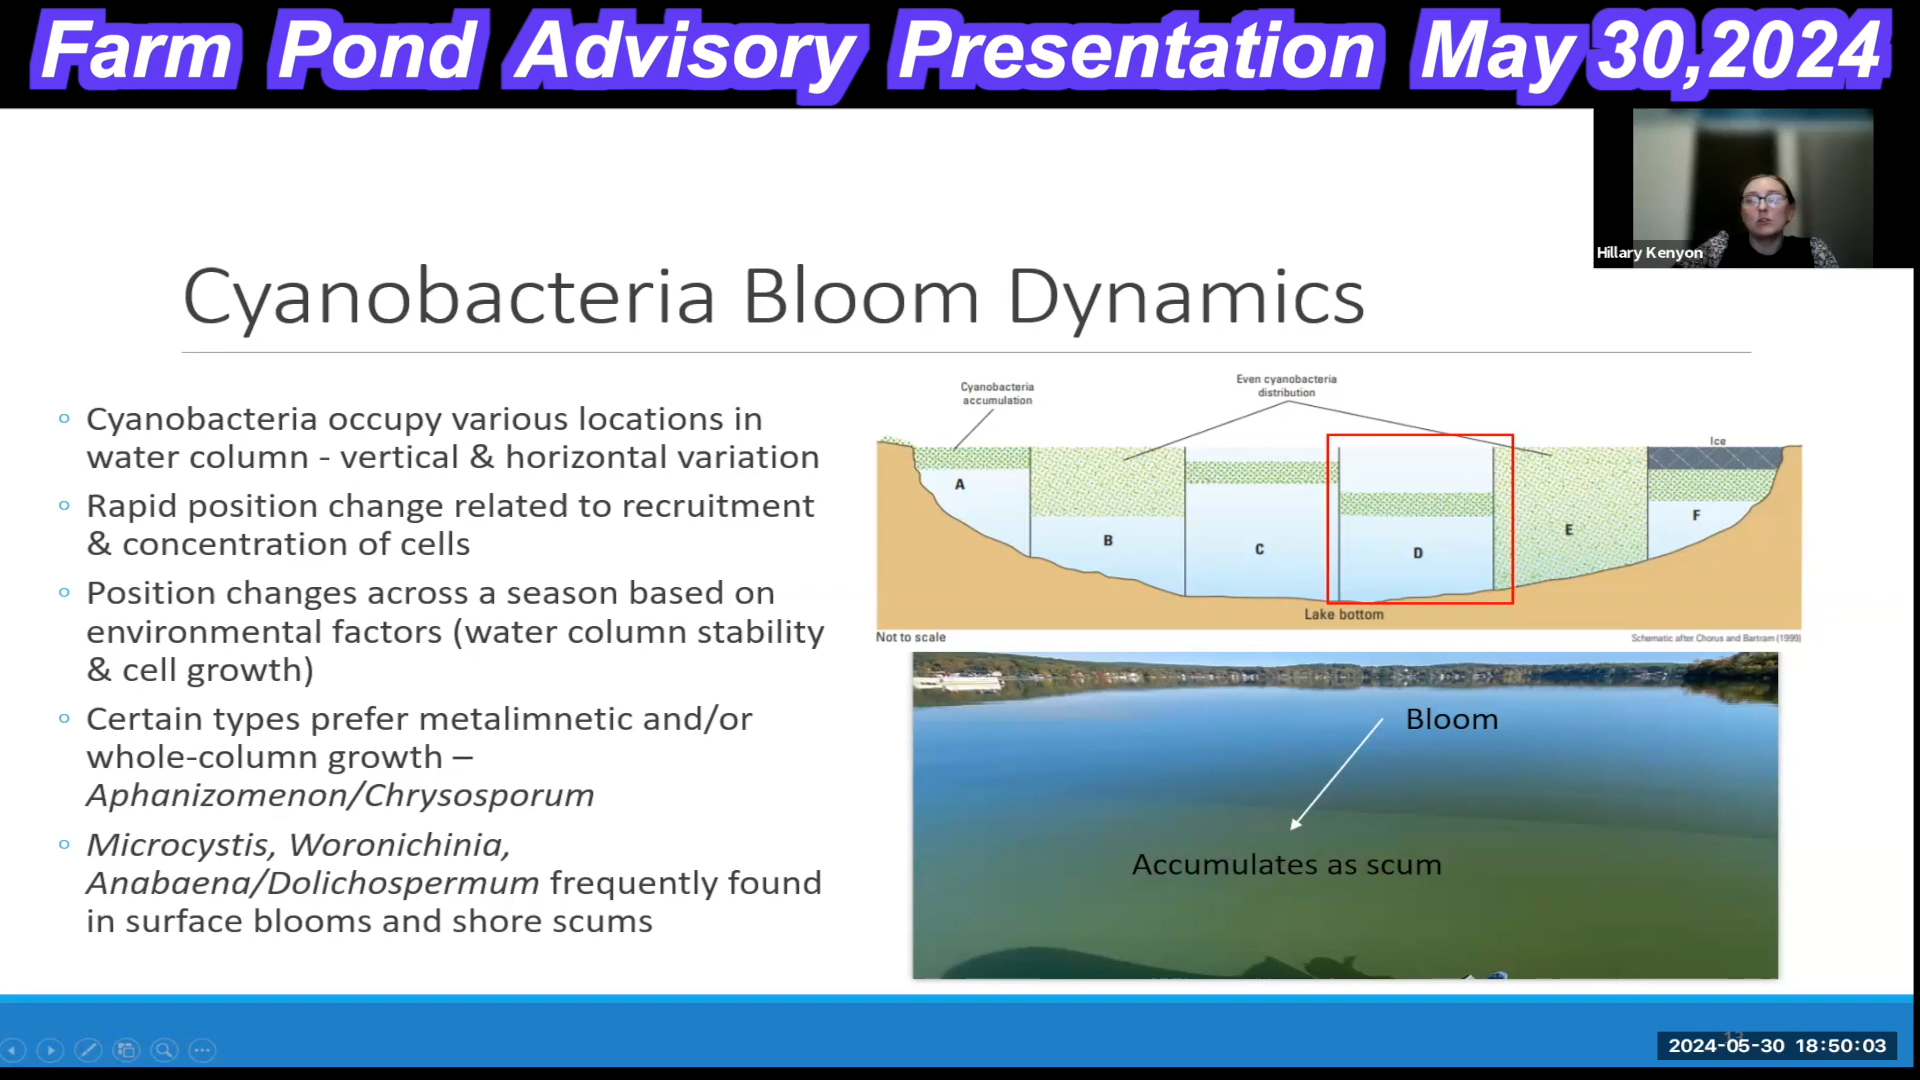 Farm Pond Advisory Presentation May 30,2024
Hillary Kenyon
Cyanobacteria Bloom Dynamics
Cyanobacteria occupy various locations in
water column - vertical & horizontal variation
Rapid position change related to recruitment
& concentration of cells
Position changes across a season based on
environmental factors (water column stability
& cell growth)
Certain types prefer metalimnetic and/or
whole-column growth –
Aphanizomenon/Chrysosporum
Microcystis, Woronichinia,
Anabaena/Dolichospermum frequently found
in surface blooms and shore scums
Cyanobacteria
accumulation
Even cyanobacteria
distribution
Ice
A
B
C
D
E
F
Lake bottom
Not to scale
Schematic after Chorus and Bartram (1999)
Bloom
Accumulates as scum
2024-05-30 18:50:03